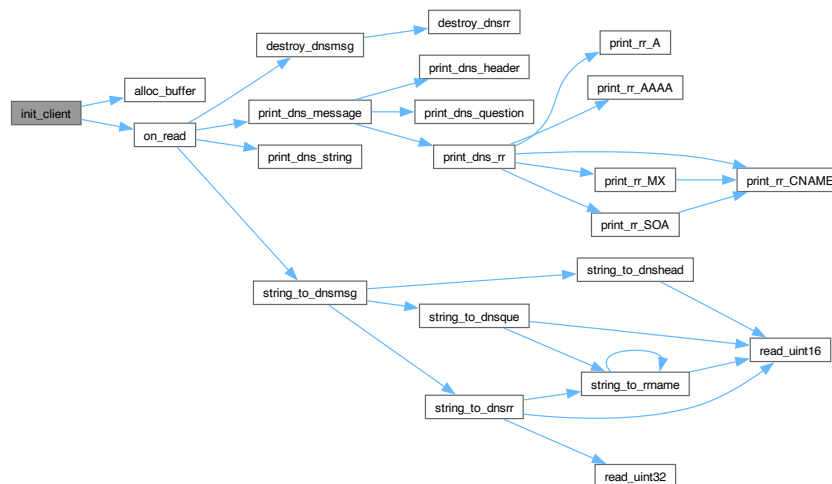 init_client
alloc_buffer
on_read
destroy_dnsmsg
print_dns_message
print_dns_string
string_to_dnsmsg
destroy_dnsrr
print_dns_header
print_dns_question
print_dns_rr
string_to_dnsque
string_to_dnsrr
print_rr_A
print_rr_AAAA
print_rr_MX
print_rr_SOA
string_to_dnshead
string_to_rrname
read_uint32
print_rr_CNAME
read_uint16